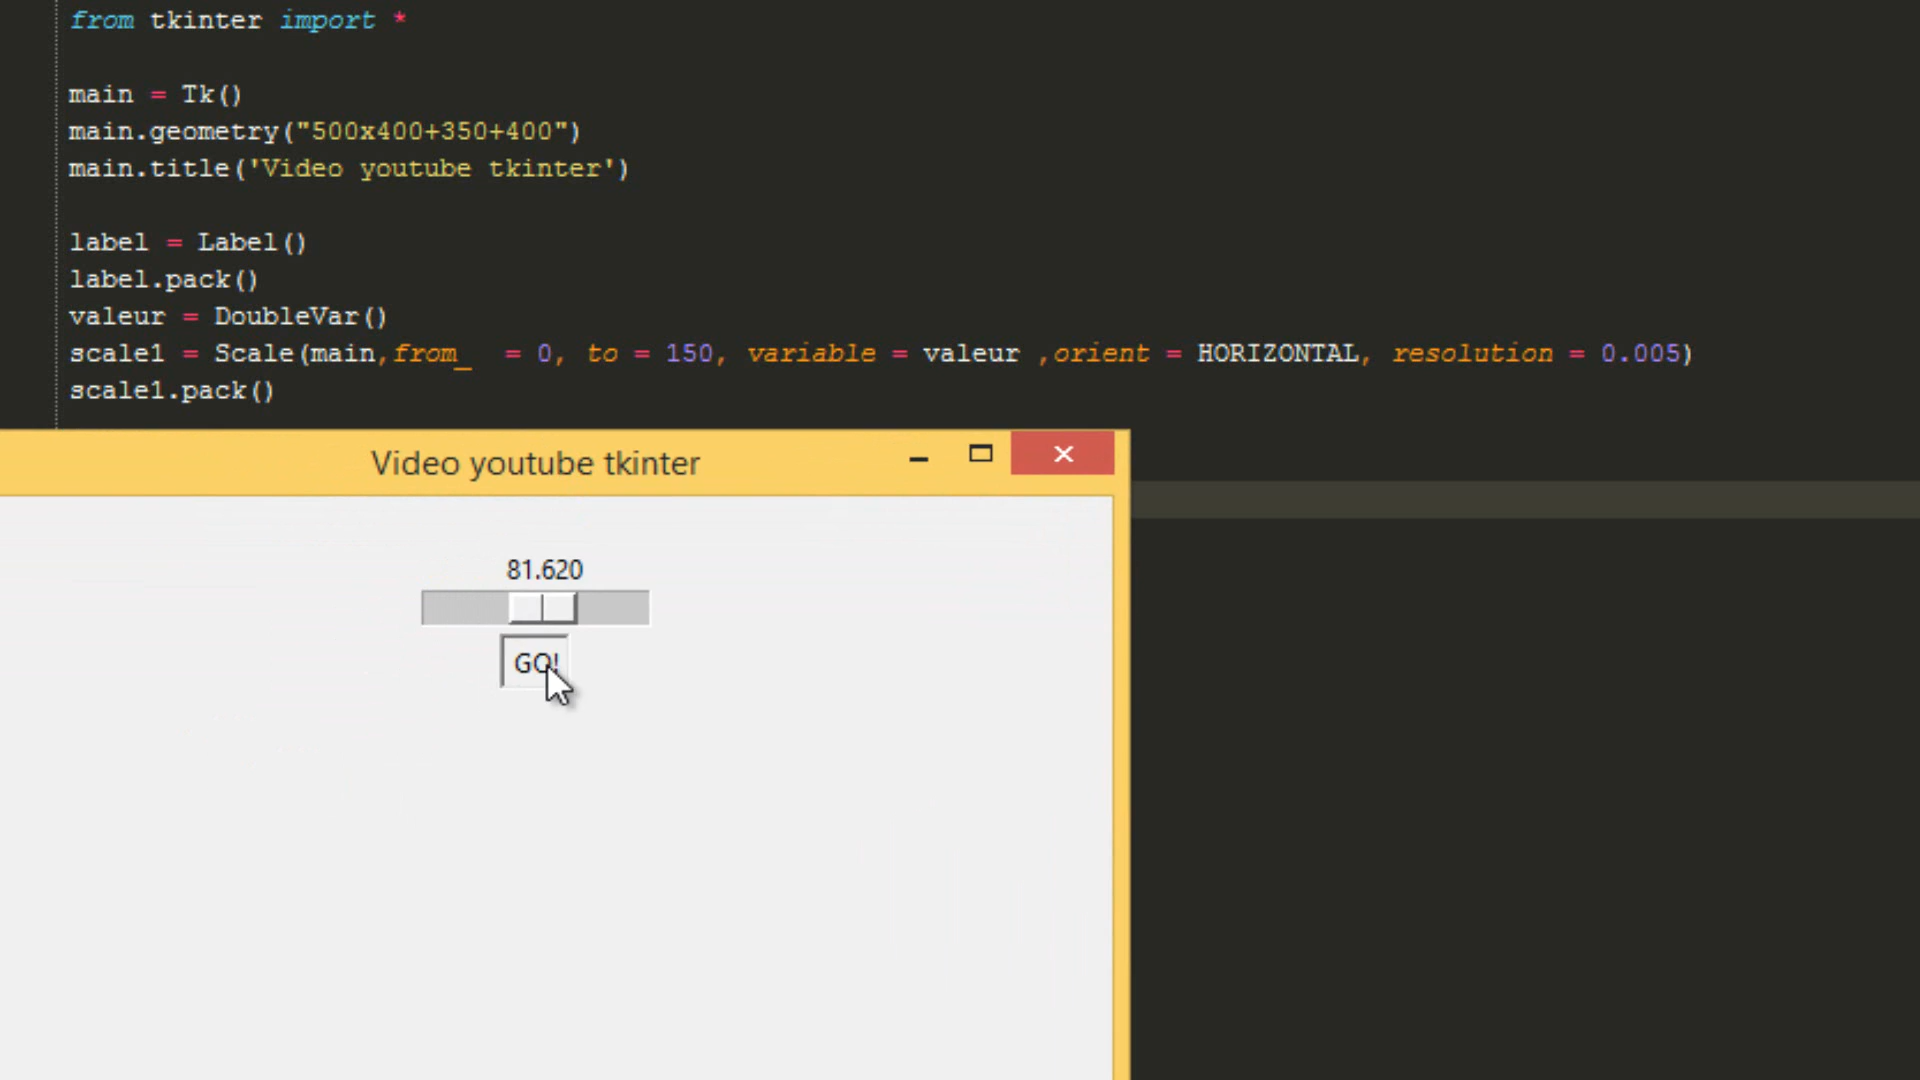 from tkinter import *
main = Tk()
main.geometry("500x400+350+400")
main.title('Video youtube tkinter')
label = Label()
label.pack()
valeur = DoubleVar()
scale1 = Scale(main,from_  = 0, to = 150, variable = valeur ,orient = HORIZONTAL, resolution = 0.005)
scale1.pack()
Video youtube tkinter
81.620
GO!